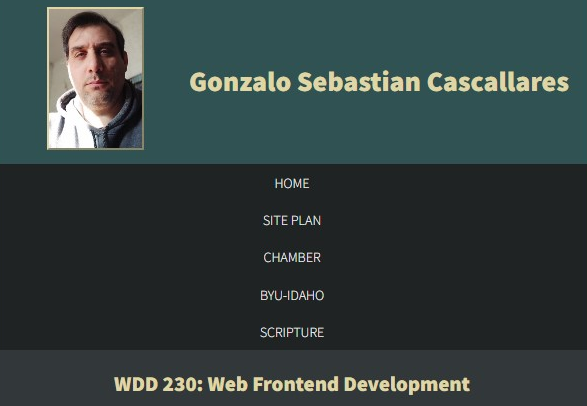 Gonzalo Sebastian Cascallares
HOME
SITE PLAN
CHAMBER
BYU-IDAHO
SCRIPTURE
WDD 230: Web Frontend Development